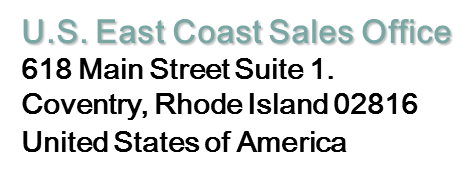 U.S. East Coast Sales Office
618 Main Street Suite 1.
Coventry, Rhode Island 02816
United States of America